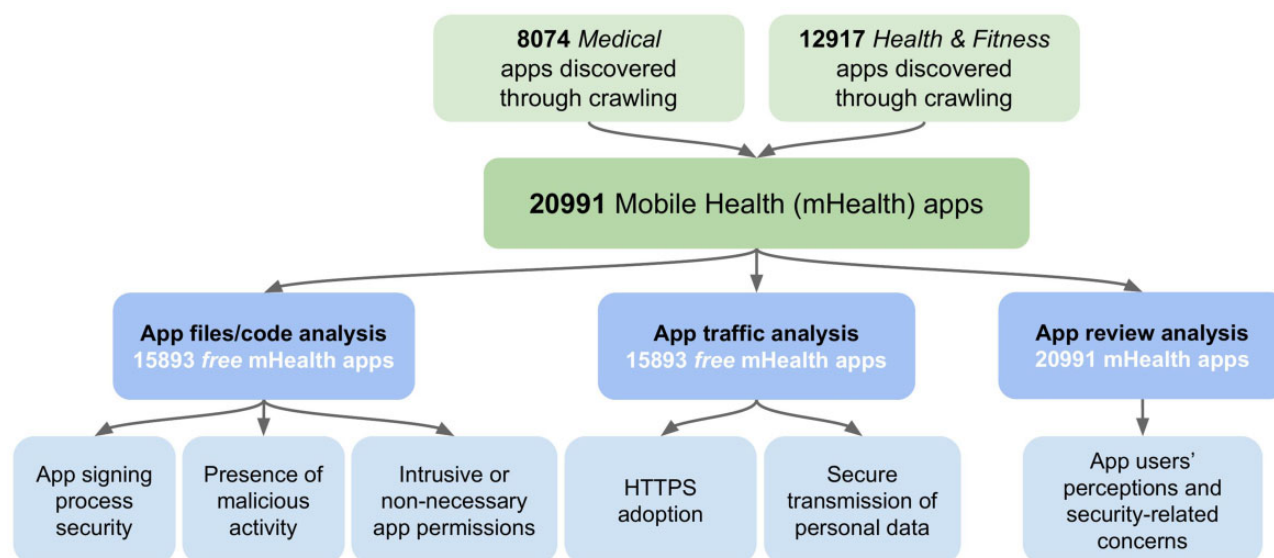 8074 Medical
apps discovered
through crawling
12917 Health & Fitness
apps discovered
through crawling
20991 Mobile Health (mHealth) apps
App files/code analysis
15893 free mHealth apps
App traffic analysis
15893 free mHealth apps
App review analysis
20991 mHealth apps
App signing
process
security
Presence of
malicious
activity
Intrusive or
non-necessary
app permissions
HTTPS
adoption
Secure
transmission of
personal data
App users’
perceptions and
security-related
concerns